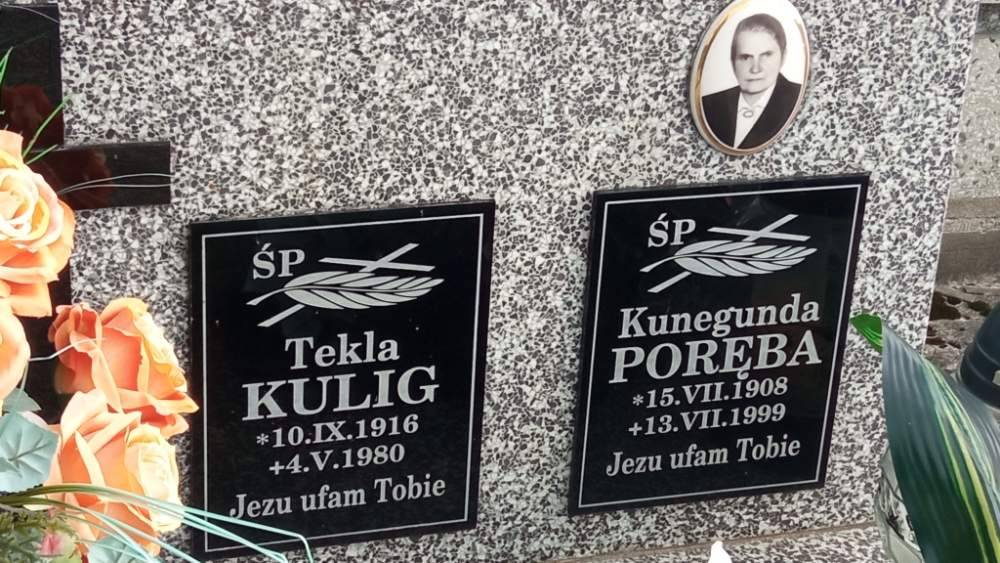 ŚP
Tekla
KULIG
*10.IX.1916
+4.V.1980
Jezu ufam Tobie
ŚP
Kunegunda
PORĘBA
*15.VII.1908
+13.VII.1999
Jezu ufam Tobie